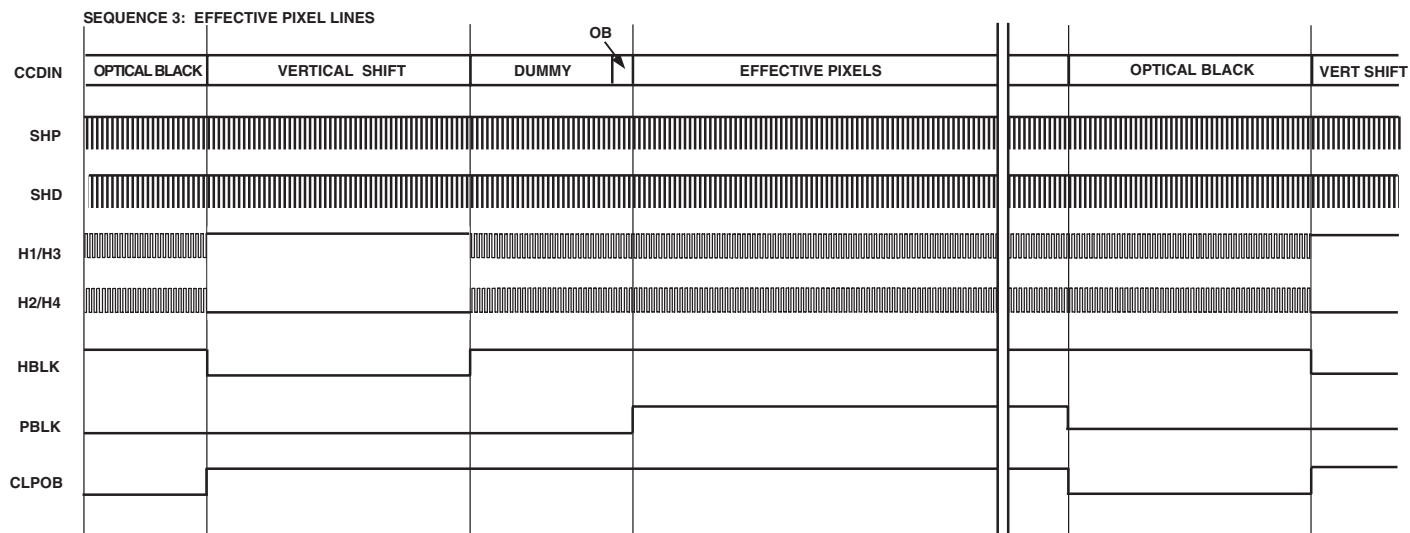 SEQUENCE 3: EFFECTIVE PIXEL LINES
OB
CCDIN OPTICAL BLACK VERTICAL SHIFT DUMMY EFFECTIVE PIXELS OPTICAL BLACK VERT SHIFT
SHP
SHD
H1/H3
H2/H4
HBLK
PBLK
CLPOB